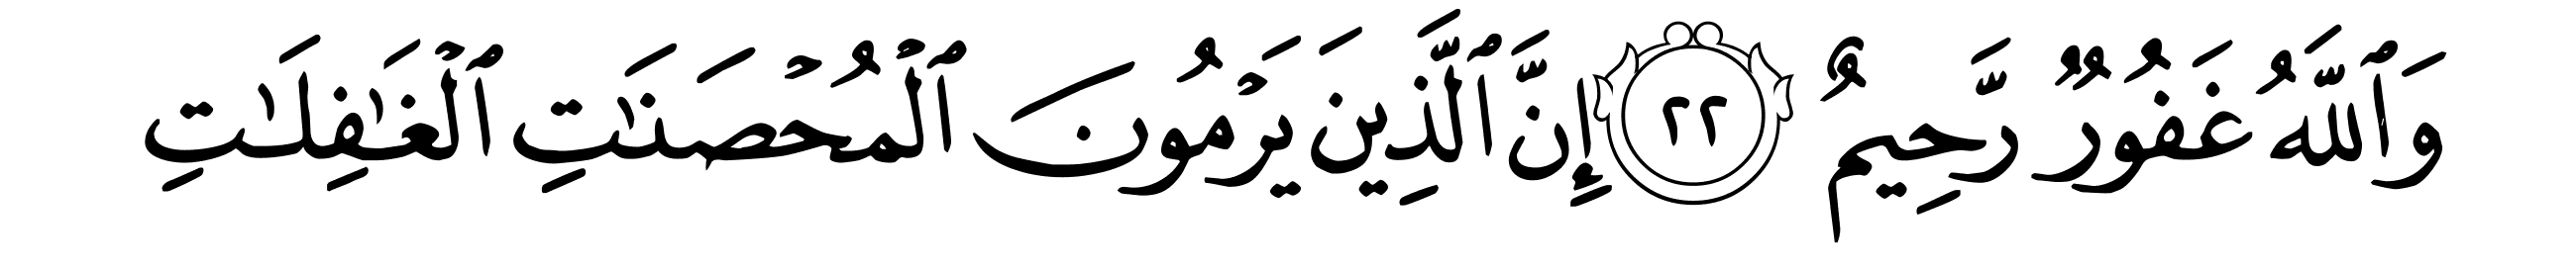 وَٱللَّهُ غَفُورٌ رَّحِيمٌ ٢٢ إِنَّ ٱلَّذِينَ يَرْمُونَ ٱلْمُحْصَنَٰتِ ٱلْغَٰفِلَٰتِ